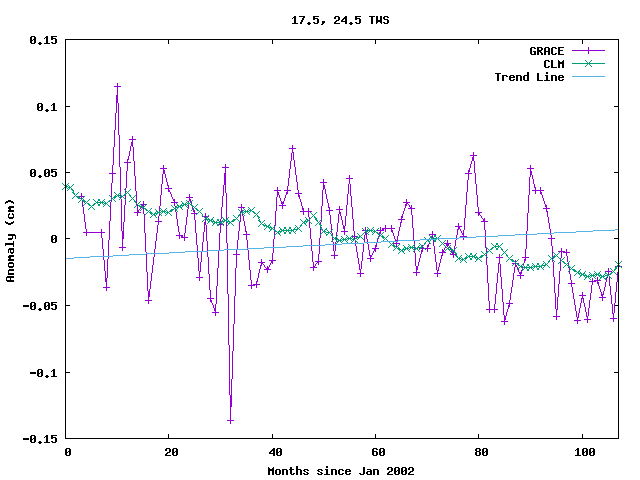 17.5, 24.5 TWS
GRACE
CLM
Trend Line
Anomaly (cm)
0.15
0.1
0.05
0
-0.05
-0.1
-0.15
0 20 40 60 80 100
Months since Jan 2002